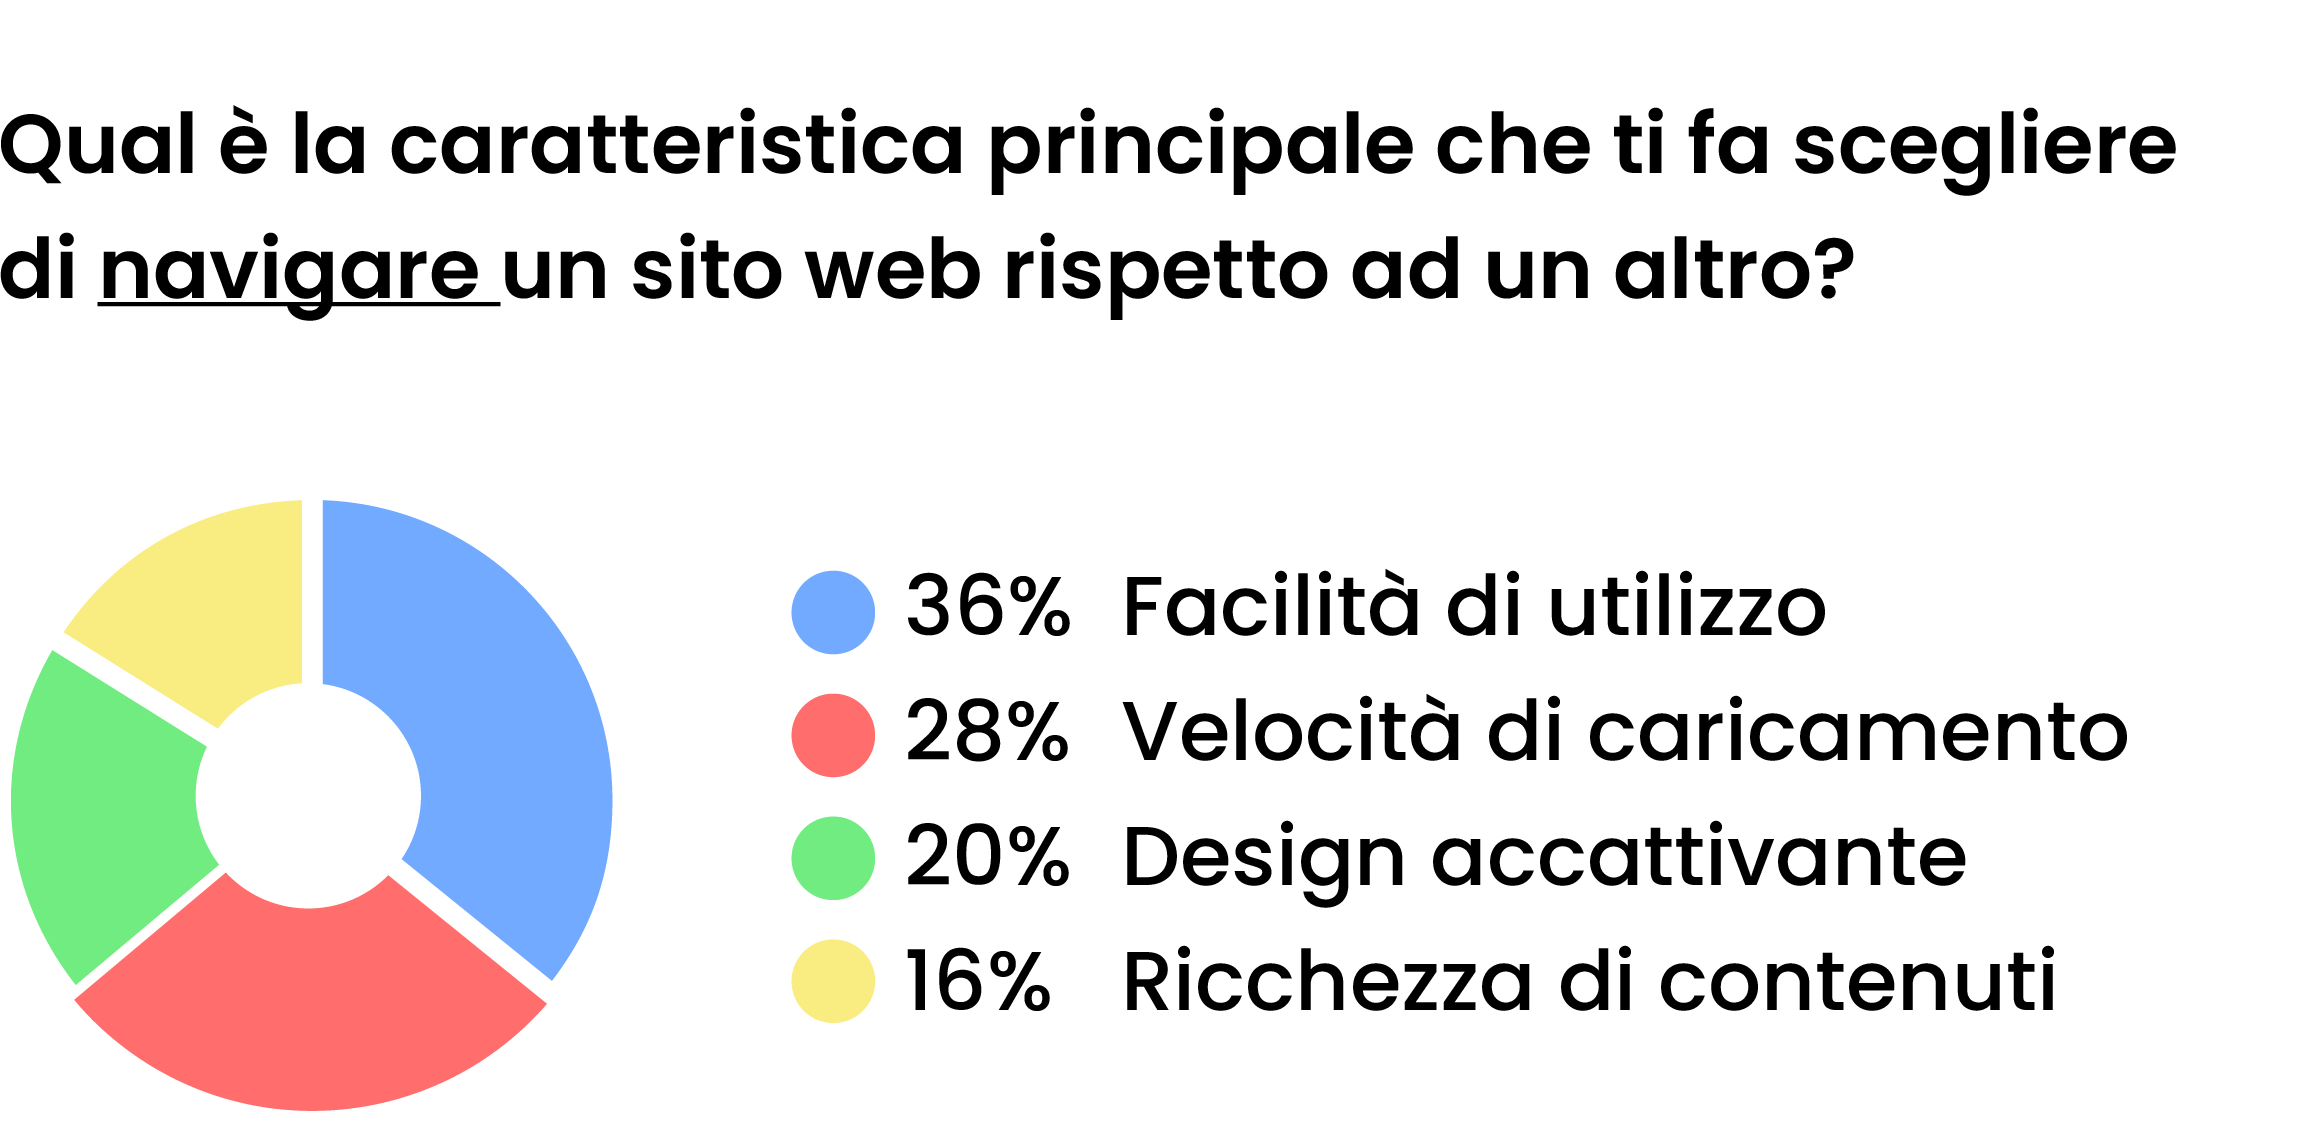 Qual è la caratteristica principale che ti fa scegliere
di navigare un sito web rispetto ad un altro?
36% Facilità di utilizzo
28% Velocità di caricamento
20% Design accattivante
16% Ricchezza di contenuti